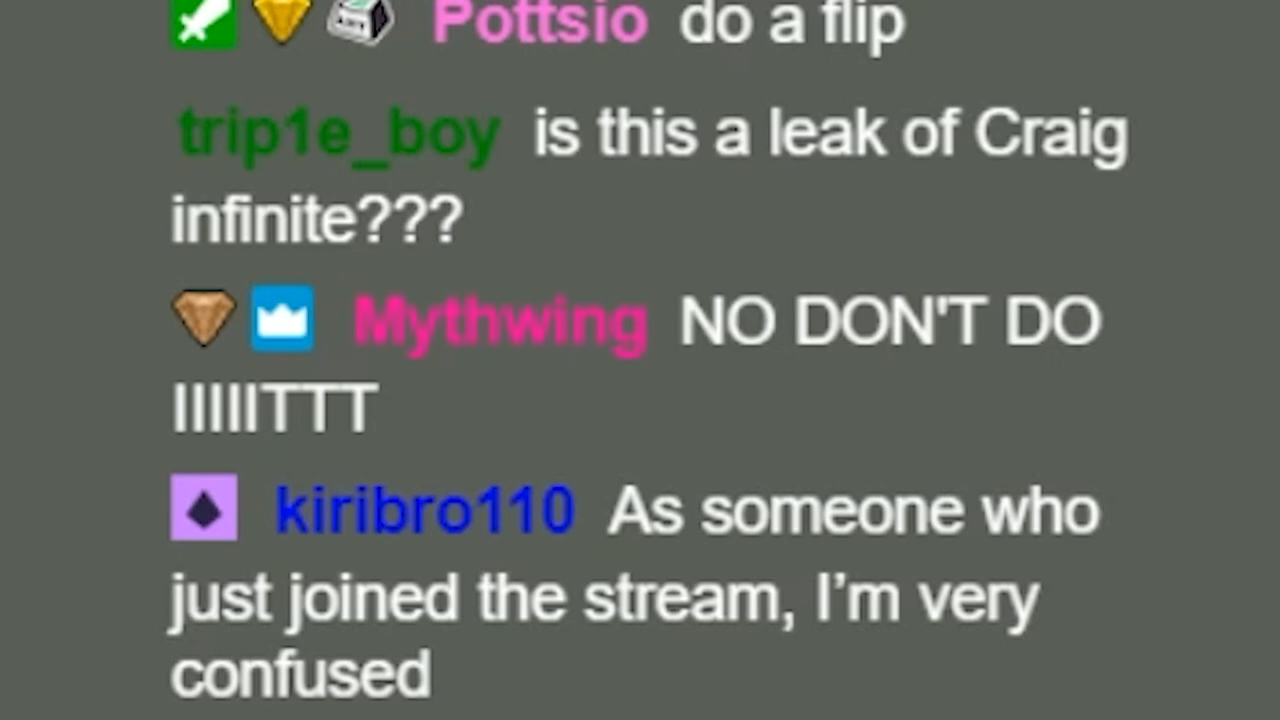 Pottsio do a flip
trip1e_boy is this a leak of Craig
infinite???
Mythwing NO DON'T DO
IIIIITTT
kiribro110 As someone who
just joined the stream, I’m very
confused